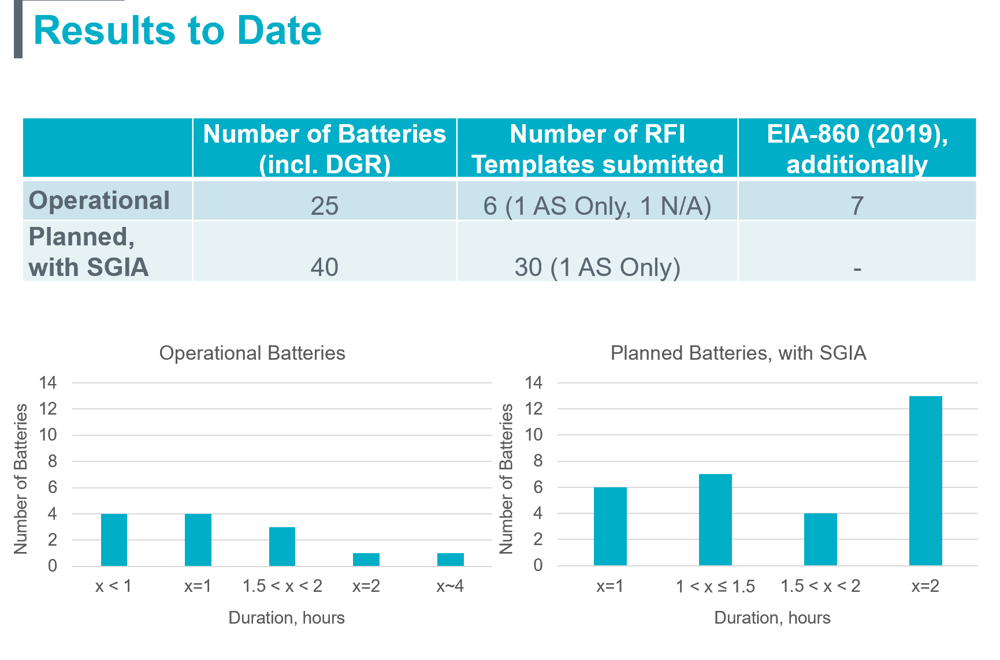 Results to Date
Number of Batteries
(incl. DGR)
Number of RFI
Templates submitted
EIA-860 (2019),
additionally
Operational
25
6 (1 AS Only, 1 N/A)
7
Planned,
with SGIA
40
30 (1 AS Only)
-
Operational Batteries
Number of Batteries
14
12
10
8
6
4
2
0
x < 1
x=1
1.5 < x < 2
x=2
x~4
Duration, hours
Planned Batteries, with SGIA
Number of Batteries
14
12
10
8
6
4
2
0
x=1
1 < x ≤ 1.5
1.5 < x < 2
x=2
Duration, hours